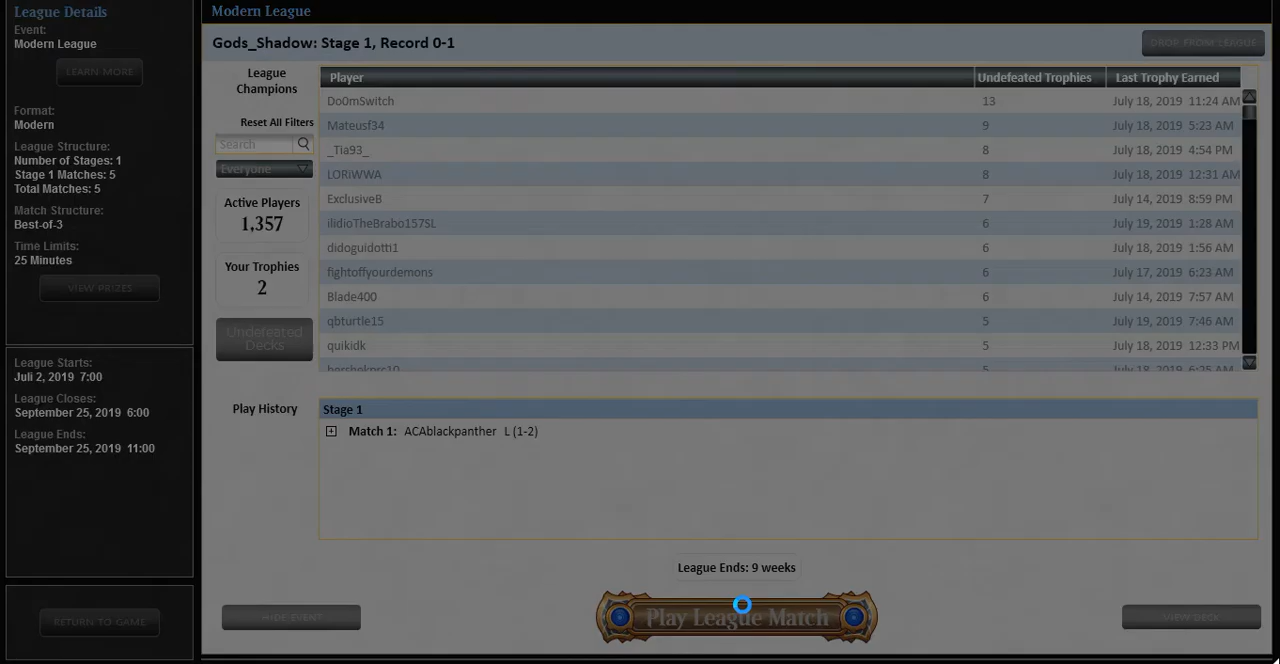 League Details
Event:
Modern League
LEARN MORE
Format:
Modern
League Structure:
Number of Stages: 1
Stage 1 Matches: 5
Total Matches: 5
Match Structure:
Best-of-3
Time Limits:
25 Minutes
VIEW PRIZES
League Starts:
Juli 2, 2019 7:00
League Closes:
September 25, 2019 6:00
League Ends:
September 25, 2019 11:00
RETURN TO GAME
Modern League
Gods_Shadow: Stage 1, Record 0-1
DROP FROM LEAGUE
League Champions
Reset All Filters
Search
Everyone
Active Players
1,357
Your Trophies
2
Undefeated Decks
Player Undefeated Trophies Last Trophy Earned
Do0mSwitch 13 July 18, 2019 11:24 AM
Mateusf34 9 July 18, 2019 5:23 AM
_Tia93_ 8 July 18, 2019 4:54 PM
LORiWWA 8 July 18, 2019 12:31 AM
ExclusiveB 7 July 14, 2019 8:59 PM
ilidioTheBrabo157SL 6 July 19, 2019 1:28 AM
didoguidotti1 6 July 18, 2019 1:56 AM
fightoffyourdemons 6 July 17, 2019 6:23 AM
Blade400 6 July 14, 2019 7:57 AM
qbturtle15 5 July 19, 2019 7:46 AM
quikidk 5 July 18, 2019 12:33 PM
5 July 18, 2019 6:25 AM
Play History
Stage 1
Match 1: ACAblackpanther L (1-2)
League Ends: 9 weeks
HIDE EVENT
Play League Match
VIEW DECK